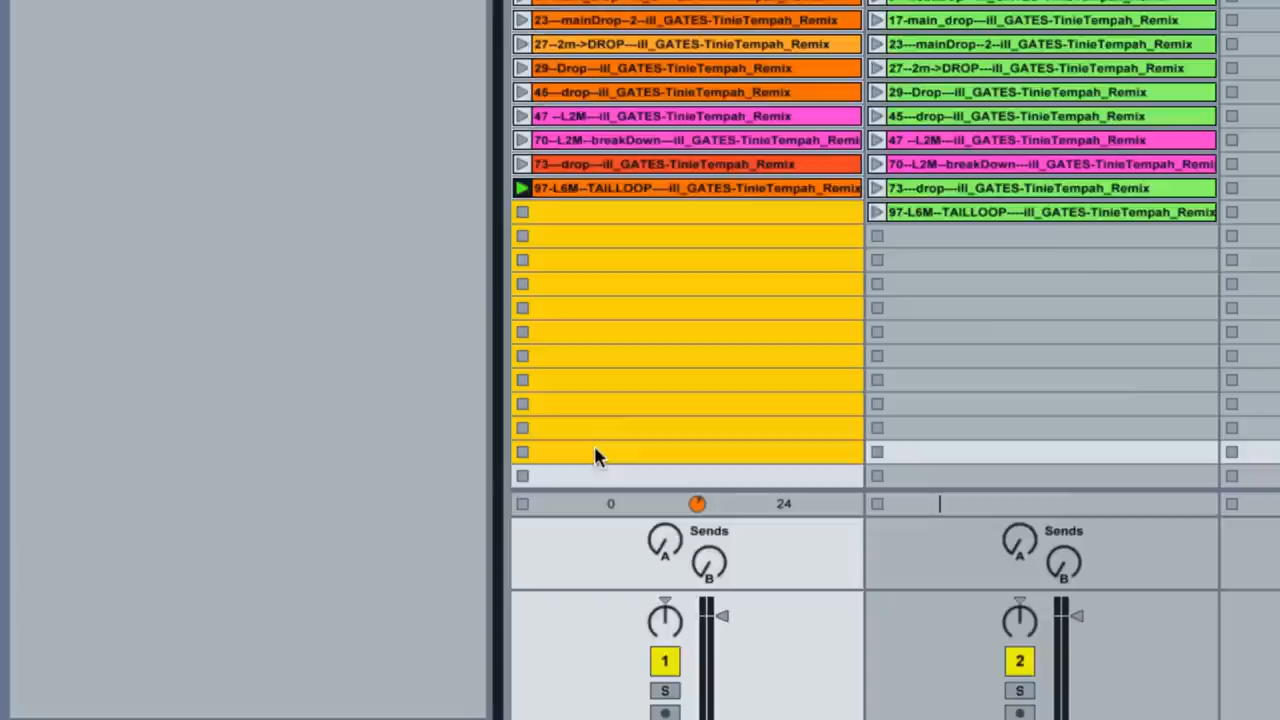 23---mainDrop--2--ill_GATES-TinieTempah_Remix
17-main_drop---ill_GATES-TinieTempah_Remix
27--2m->DROP---ill_GATES-TinieTempah_Remix
23---mainDrop--2--ill_GATES-TinieTempah_Remix
29--Drop---ill_GATES-TinieTempah_Remix
27--2m->DROP---ill_GATES-TinieTempah_Remix
45---drop--ill_GATES-TinieTempah_Remix
29--Drop---ill_GATES-TinieTempah_Remix
47 --L2M---ill_GATES-TinieTempah_Remix
45---drop--ill_GATES-TinieTempah_Remix
70--L2M--breakDown---ill_GATES-TinieTempah_Remi
47 --L2M---ill_GATES-TinieTempah_Remix
73---drop---ill_GATES-TinieTempah_Remix
70--L2M--breakDown---ill_GATES-TinieTempah_Remi
97-L6M--TAILLOOP----ill_GATES-TinieTempah_Remix
73---drop---ill_GATES-TinieTempah_Remix
97-L6M--TAILLOOP----ill_GATES-TinieTempah_Remix
0 24
Sends Sends
A A
B B
1 2
S S